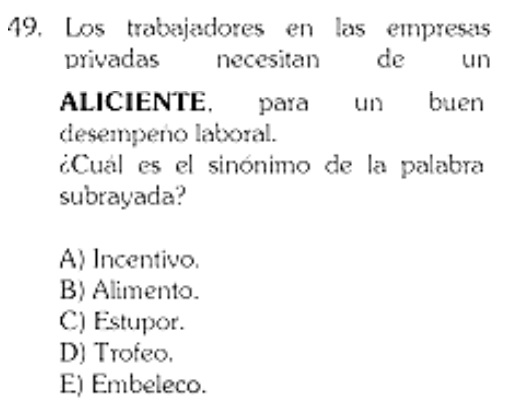 49. Los trabajadores en las empresas
privadas necesitan de un
ALICIENTE, para un buen
desempeño laboral.
¿Cuál es el sinónimo de la palabra
subrayada?
A) Incentivo.
B) Alimento.
C) Estupor.
D) Trofeo.
E) Embeleco.